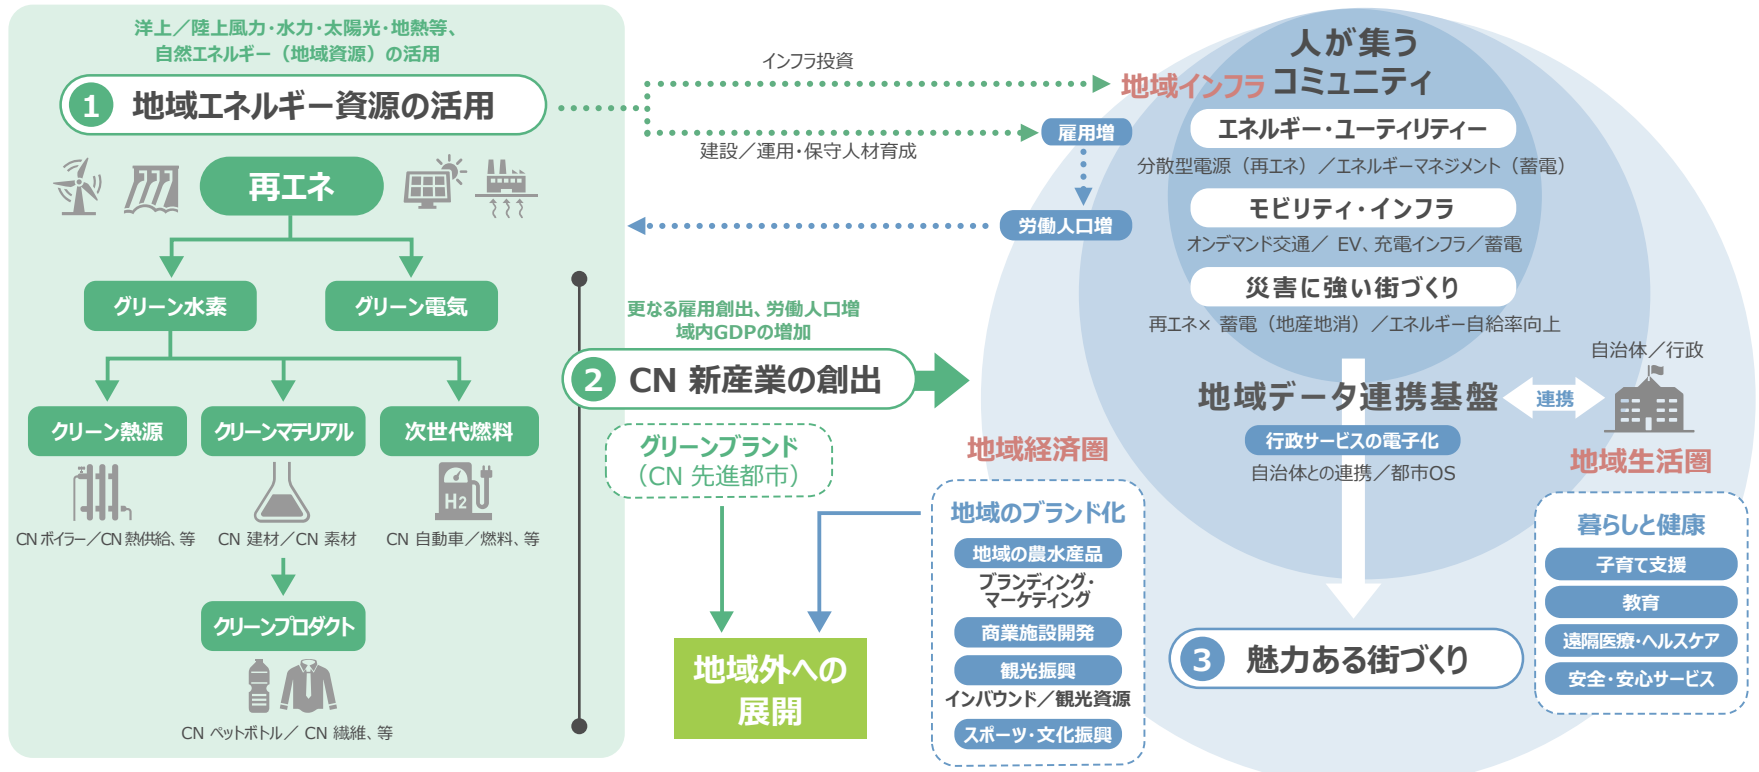 洋上／陸上風力・水力・太陽光・地熱等、
自然エネルギー（地域資源）の活用
1 地域エネルギー資源の活用
再エネ
グリーン水素
グリーン電気
クリーン熱源
クリーンマテリアル
次世代燃料
H2
CN ボイラー／CN 熱供給、等
CN 建材／CN 素材
CN 自動車／燃料、等
クリーンプロダクト
CN ペットボトル／ CN 繊維、等
インフラ投資
建設／運用・保守人材育成
雇用増
労働人口増
更なる雇用創出、労働人口増
域内GDPの増加
2 CN 新産業の創出
グリーンブランド
（CN 先進都市）
地域外への
展開
地域経済圏
地域のブランド化
地域の農水産品
ブランディング・
マーケティング
商業施設開発
観光振興
インバウンド／観光資源
スポーツ・文化振興
人が集う
コミュニティ
地域インフラ
エネルギー・ユーティリティー
分散型電源（再エネ）／エネルギーマネジメント（蓄電）
モビリティ・インフラ
オンデマンド交通／ EV、充電インフラ／蓄電
災害に強い街づくり
再エネ× 蓄電（地産地消）／エネルギー自給率向上
地域データ連携基盤
行政サービスの電子化
自治体との連携／都市OS
連携
自治体／行政
地域生活圏
暮らしと健康
子育て支援
教育
遠隔医療・ヘルスケア
安全・安心サービス
3 魅力ある街づくり